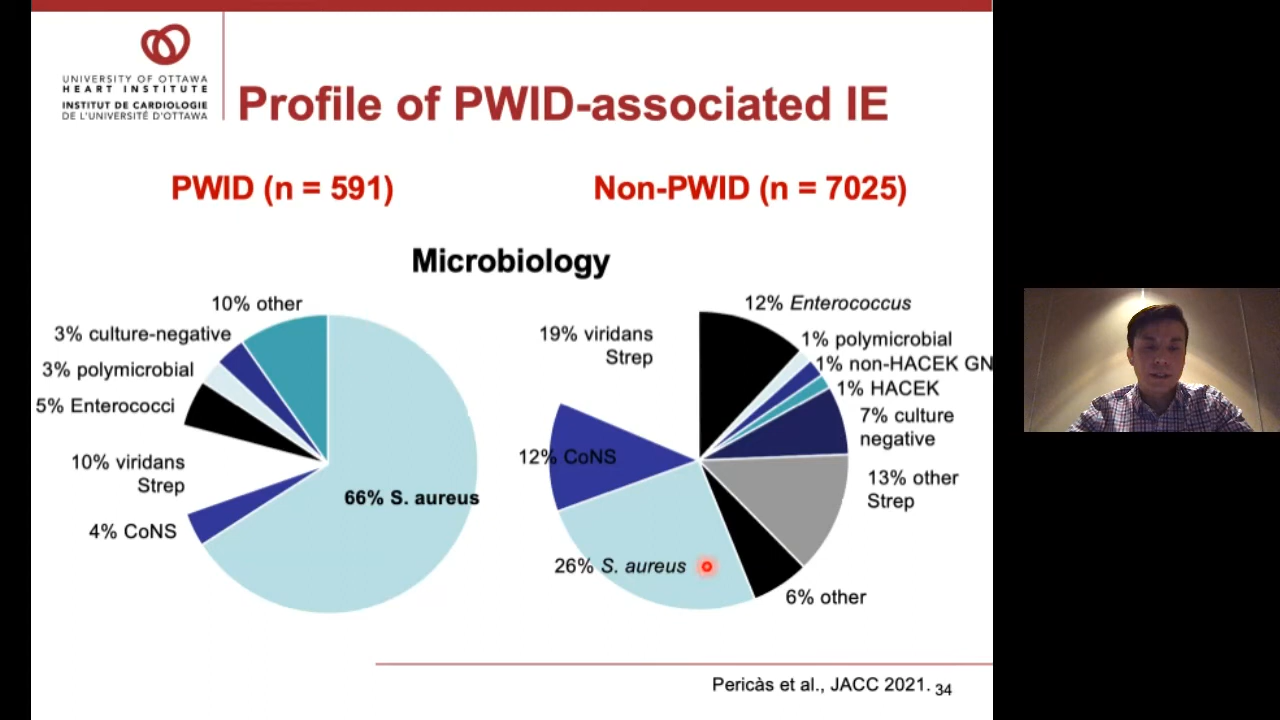 UNIVERSITY OF OTTAWA
HEART INSTITUTE
INSTITUT DE CARDIOLOGIE
DE L'UNIVERSITÉ D'OTTAWA
Profile of PWID-associated IE
PWID (n = 591)
Non-PWID (n = 7025)
Microbiology
10% other
3% culture-negative
3% polymicrobial
5% Enterococci
10% viridans
Strep
4% CoNS
66% S. aureus
12% Enterococcus
19% viridans
Strep
1% polymicrobial
1% non-HACEK GN
1% HACEK
7% culture
negative
12% CoNS
13% other
Strep
26% S. aureus
6% other
Pericàs et al., JACC 2021. 34